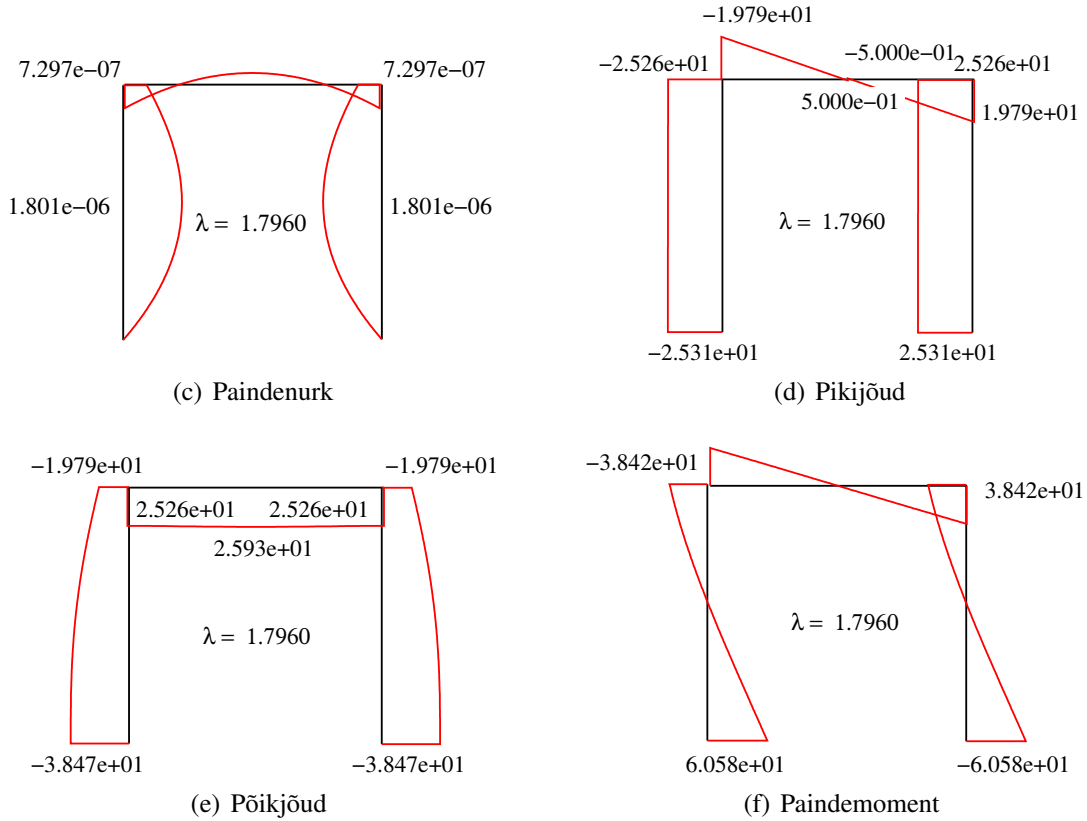 7.297e−07
7.297e−07
1.801e−06
1.801e−06
λ = 1.7960
(c) Paindenurk
−1.979e+01
−2.526e+01
−5.000e−01
2.526e+01
5.000e−01
1.979e+01
λ = 1.7960
−2.531e+01
2.531e+01
(d) Pikijõud
−1.979e+01
−1.979e+01
2.526e+01
2.526e+01
2.593e+01
λ = 1.7960
−3.847e+01
−3.847e+01
(e) Põikjõud
−3.842e+01
3.842e+01
λ = 1.7960
6.058e+01
−6.058e+01
(f) Paindemoment